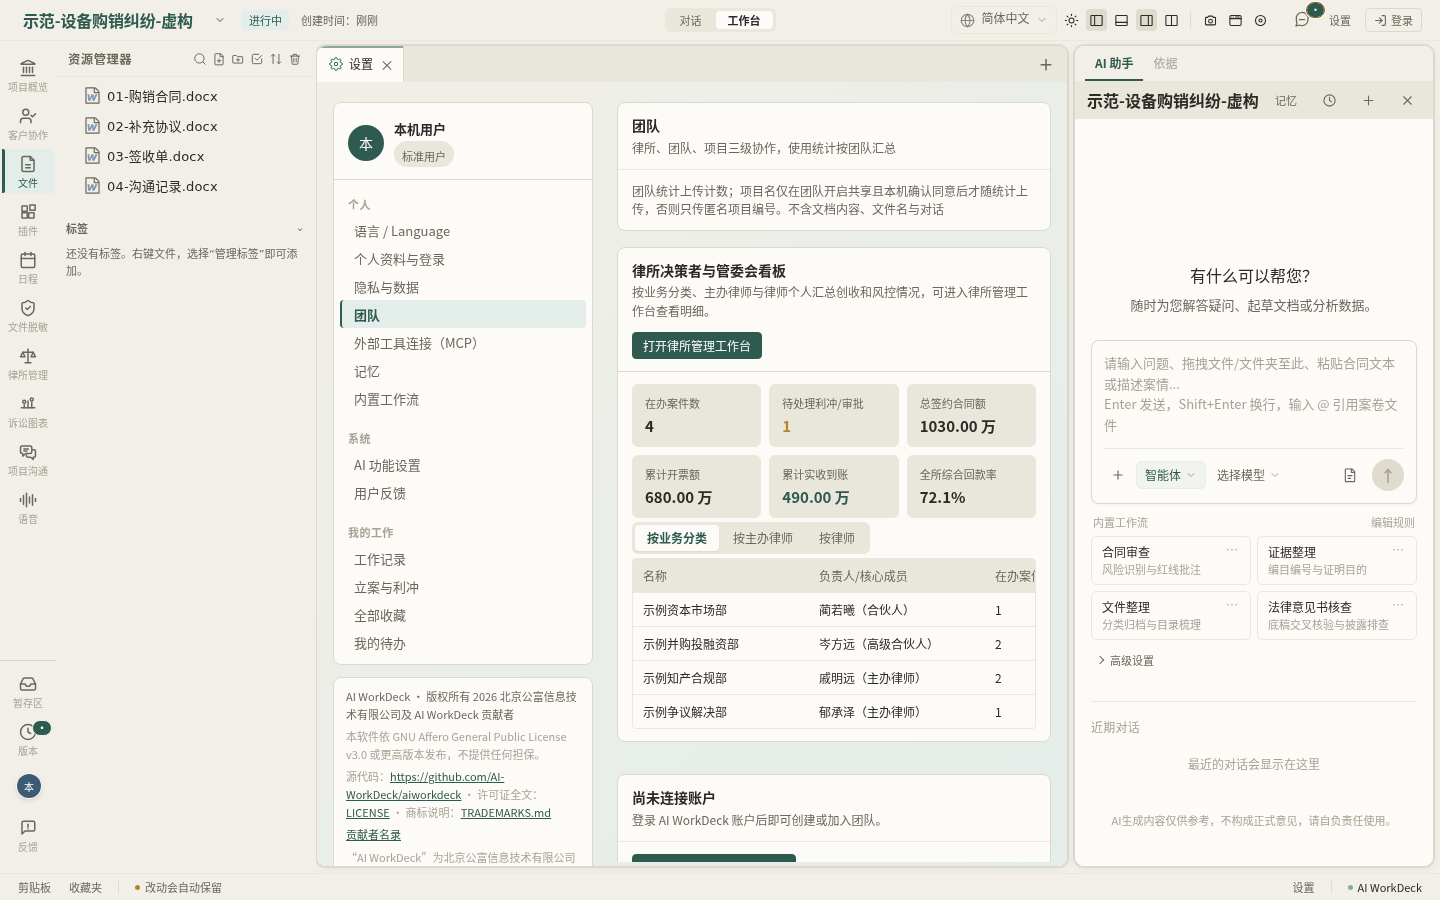 示范-设备购销纠纷-虚构
进行中
创建时间：刚刚
对话
工作台
简体中文
设置
登录
项目概览
客户协作
文件
插件
日程
文件脱敏
律所管理
诉讼图表
项目沟通
语音
暂存区
版本
本
反馈
资源管理器
01-购销合同.docx
02-补充协议.docx
03-签收单.docx
04-沟通记录.docx
标签
还没有标签。右键文件，选择“管理标签”即可添
加。
设置
本
本机用户
标准用户
个人
语言 / Language
个人资料与登录
隐私与数据
团队
外部工具连接（MCP）
记忆
内置工作流
系统
AI 功能设置
用户反馈
我的工作
工作记录
立案与利冲
全部收藏
我的待办
AI WorkDeck · 版权所有 2026 北京公富信息技
术有限公司及 AI WorkDeck 贡献者
本软件依 GNU Affero General Public License
v3.0 或更高版本发布，不提供任何担保。
源代码：https://github.com/AI-
WorkDeck/aiworkdeck · 许可证全文：
LICENSE · 商标说明：TRADEMARKS.md
贡献者名录
“AI WorkDeck”为北京公富信息技术有限公司
团队
律所、团队、项目三级协作，使用统计按团队汇总
团队统计上传计数；项目名仅在团队开启共享且本机确认同意后才随统计上
传，否则只传匿名项目编号。不含文档内容、文件名与对话
律所决策者与管委会看板
按业务分类、主办律师与律师个人汇总创收和风控情况，可进入律所管理工
作台查看明细。
打开律所管理工作台
在办案件数
4
待处理利冲/审批
1
总签约合同额
1030.00 万
累计开票额
680.00 万
累计实收到账
490.00 万
全所综合回款率
72.1%
按业务分类
按主办律师
按律师
名称
负责人/核心成员
在办案件
示例资本市场部
蔺若曦（合伙人）
1
示例并购投融资部
岑方远（高级合伙人）
2
示例知产合规部
戚明远（主办律师）
2
示例争议解决部
郁承泽（主办律师）
1
尚未连接账户
登录 AI WorkDeck 账户后即可创建或加入团队。
AI 助手
依据
示范-设备购销纠纷-虚构
记忆
有什么可以帮您？
随时为您解答疑问、起草文档或分析数据。
请输入问题、拖拽文件/文件夹至此、粘贴合同文本
或描述案情...
Enter 发送，Shift+Enter 换行，输入 @ 引用案卷文
件
智能体
选择模型
内置工作流
编辑规则
合同审查
风险识别与红线批注
证据整理
编目编号与证明目的
文件整理
分类归档与目录梳理
法律意见书核查
底稿交叉核验与披露排查
高级设置
近期对话
最近的对话会显示在这里
AI生成内容仅供参考，不构成正式意见，请自负责任使用。
剪贴板
收藏夹
改动会自动保留
设置
AI WorkDeck